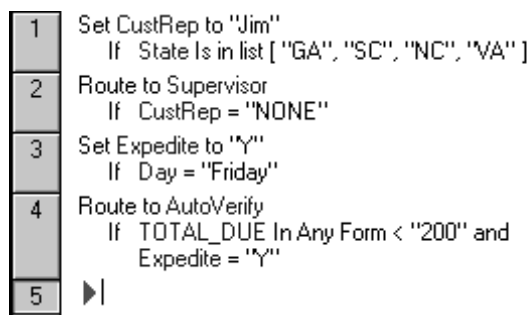 1 Set CustRep to "Jim"
If State Is in list [ "GA", "SC", "NC", "VA" ]
2 Route to Supervisor
If CustRep = "NONE"
3 Set Expedite to "Y"
If Day = "Friday"
4 Route to AutoVerify
If TOTAL_DUE In Any Form < "200" and
Expedite = "Y"
5